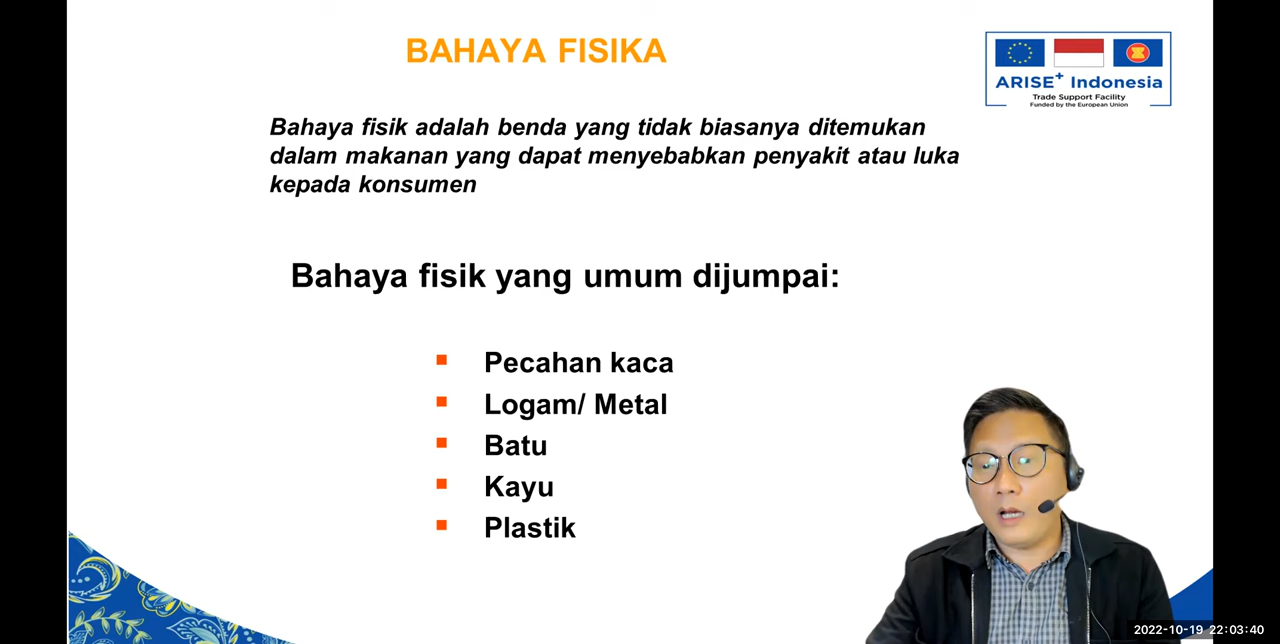 BAHAYA FISIKA
ARISE+ Indonesia
Trade Support Facility
Funded by the European Union
Bahaya fisik adalah benda yang tidak biasanya ditemukan
dalam makanan yang dapat menyebabkan penyakit atau luka
kepada konsumen
Bahaya fisik yang umum dijumpai:
Pecahan kaca
Logam/ Metal
Batu
Kayu
Plastik
2022-10-19 22:03:40